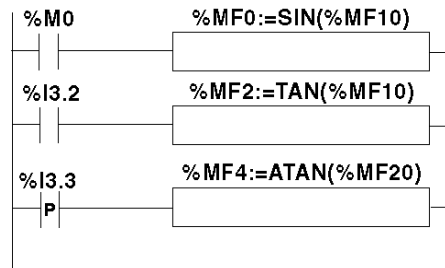 %M0 %MF0:=SIN(%MF10)
%I3.2 %MF2:=TAN(%MF10)
%I3.3 %MF4:=ATAN(%MF20)
P